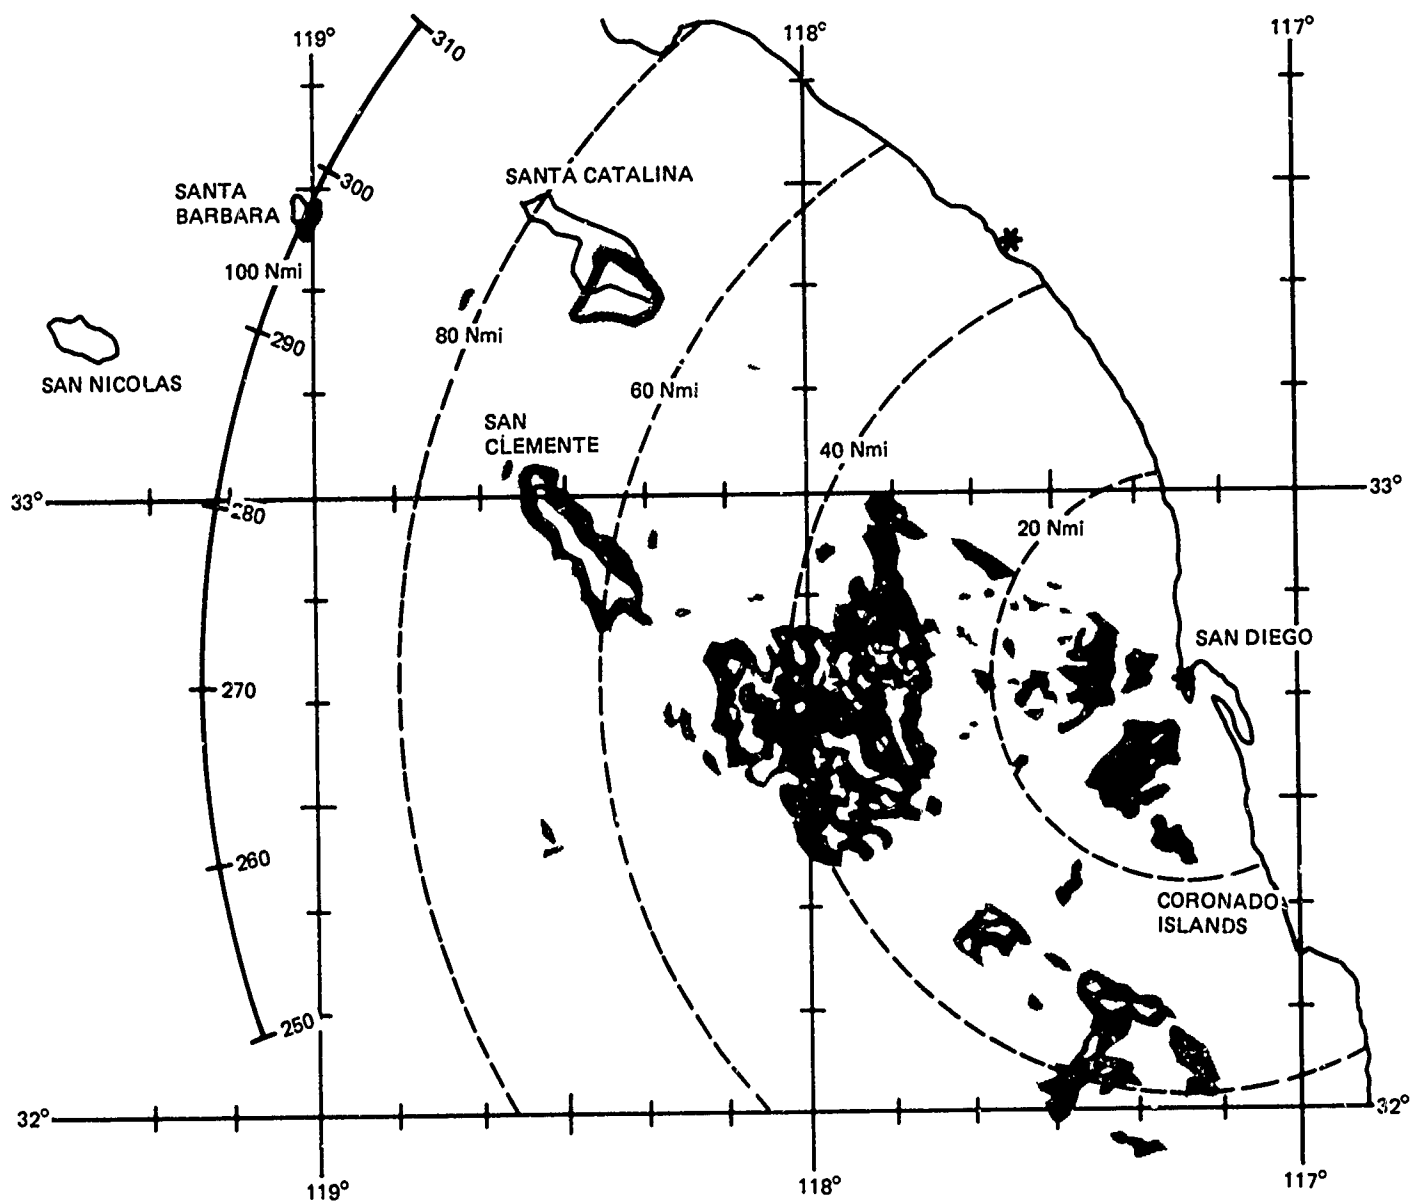 119°
118°
117°
310
300
SANTA CATALINA
SANTA
BARBARA
100 Nmi
290
80 Nmi
SAN NICOLAS
60 Nmi
SAN
CLEMENTE
40 Nmi
33°
33°
280
20 Nmi
SAN DIEGO
270
260
CORONADO
ISLANDS
250
32°
32°
119°
118°
117°